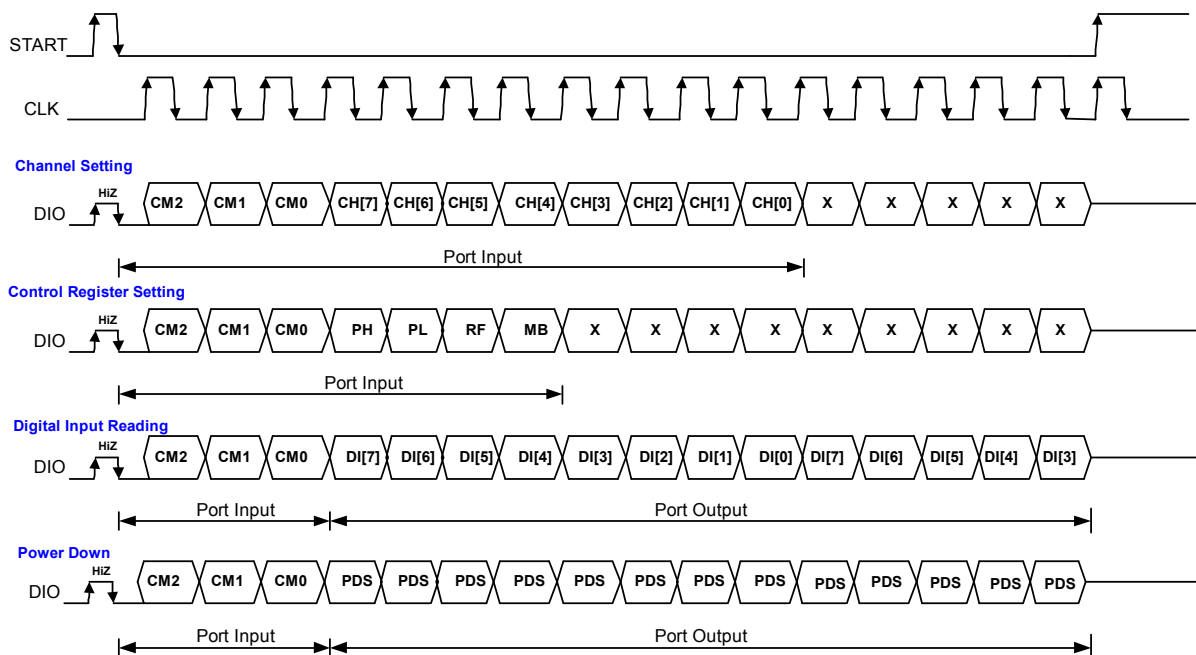 START
CLK
Channel Setting
HiZ
DIO CM2 CM1 CM0 CH[7] CH[6] CH[5] CH[4] CH[3] CH[2] CH[1] CH[0] X X X X X
Port Input
Control Register Setting
HiZ
DIO CM2 CM1 CM0 PH PL RF MB X X X X X X X X X
Port Input
Digital Input Reading
HiZ
DIO CM2 CM1 CM0 DI[7] DI[6] DI[5] DI[4] DI[3] DI[2] DI[1] DI[0] DI[7] DI[6] DI[5] DI[4] DI[3]
Port Input Port Output
Power Down
HiZ
DIO CM2 CM1 CM0 PDS PDS PDS PDS PDS PDS PDS PDS PDS PDS PDS PDS PDS
Port Input Port Output